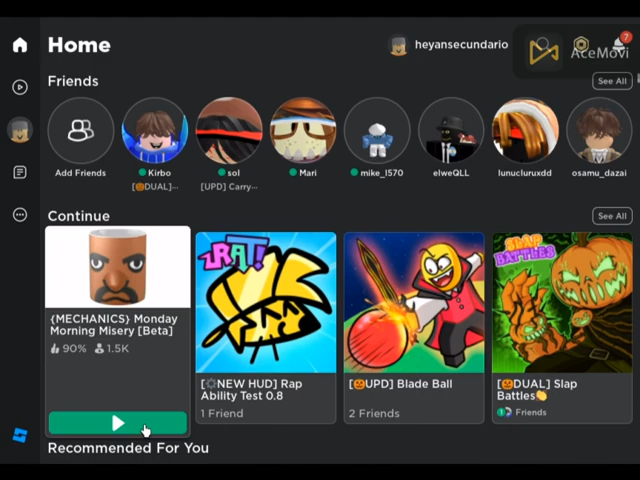 Home
heyansecundario
AceMovi
7
Friends
See All
Add Friends
Kirbo
[🎃DUAL]...
sol
[UPD] Carry...
Mari
mike_l570
elweQLL
lunucluruxdd
osamu_dazai
Continue
See All
{MECHANICS} Monday
Morning Misery [Beta]
90% 1.5K
RAT!
[⚙NEW HUD] Rap
Ability Test 0.8
1 Friend
[🎃UPD] Blade Ball
2 Friends
SLAP
BATTLES
[🎃DUAL] Slap
Battles👏
1 Friends
Recommended For You